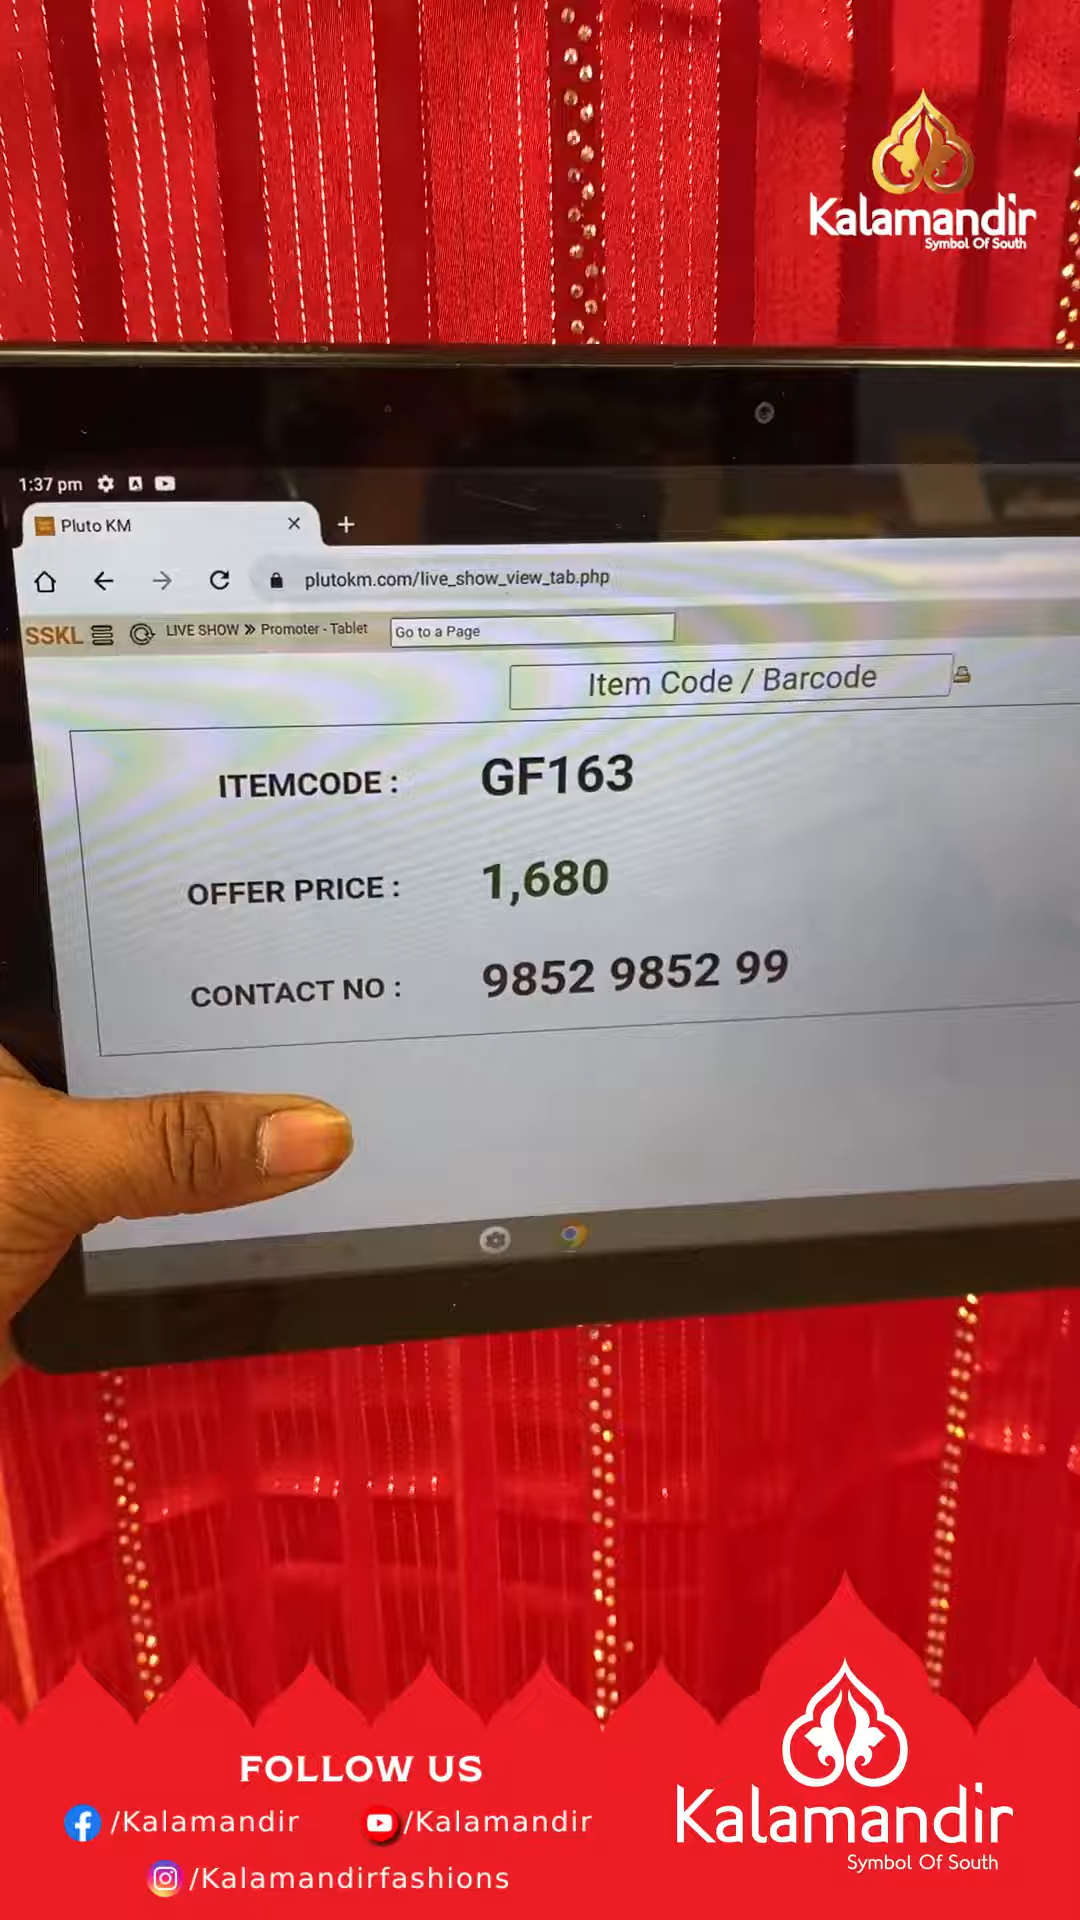 Kalamandir
Symbol Of South
1:37 pm
Pluto KM
plutokm.com/live_show_view_tab.php
SSKL LIVE SHOW >> Promoter - Tablet Go to a Page
Item Code / Barcode
ITEMCODE : GF163
OFFER PRICE : 1,680
CONTACT NO : 9852 9852 99
FOLLOW US
/Kalamandir /Kalamandir
/Kalamandirfashions
Kalamandir
Symbol Of South